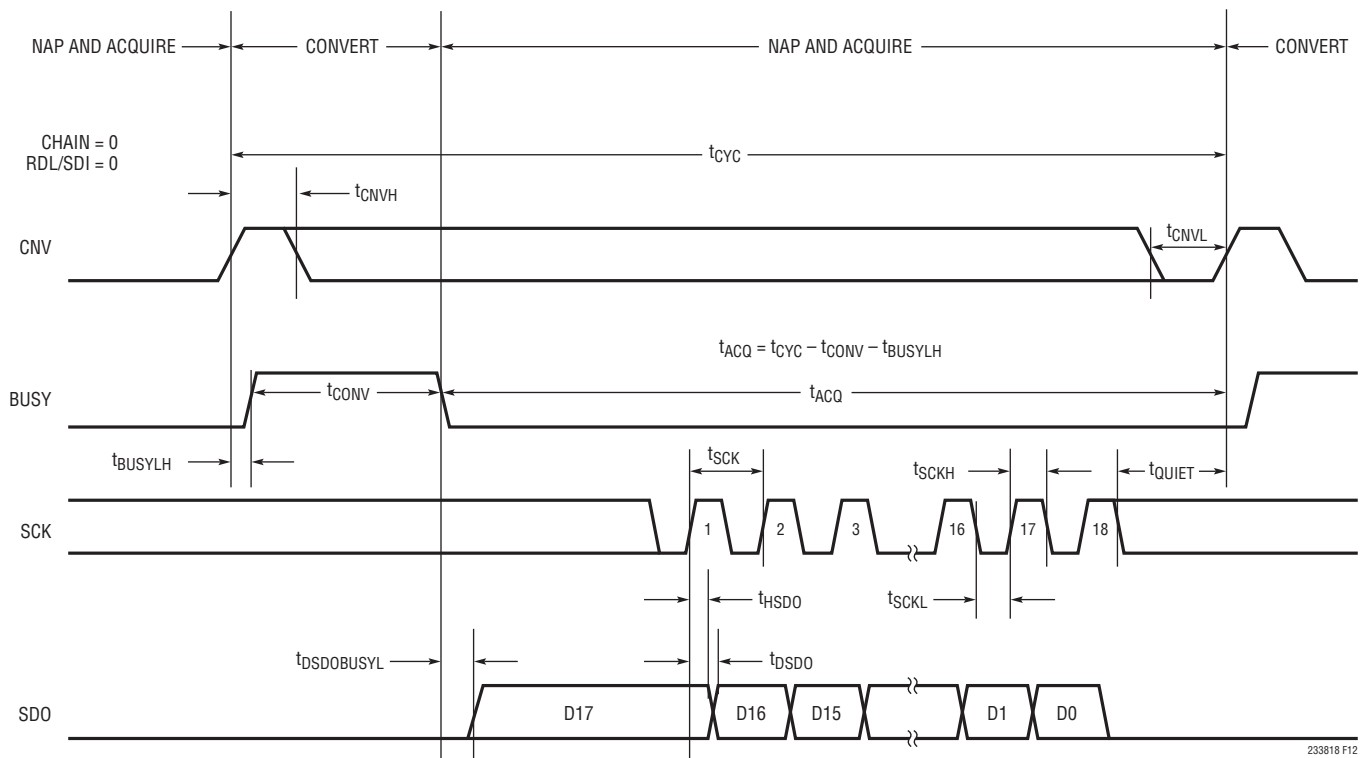 NAP AND ACQUIRE CONVERT NAP AND ACQUIRE CONVERT
CHAIN = 0
RDL/SDI = 0
tCYC
tCNVH
CNV
tCNVL
tACQ = tCYC – tCONV – tBUSYLH
BUSY
tCONV
tACQ
tBUSYLH
tSCK
tSCKH
tQUIET
SCK
1 2 3 16 17 18
tHSDO
tSCKL
tDSDOBUSYL
tDSDO
SDO
D17 D16 D15 D1 D0
233818 F12